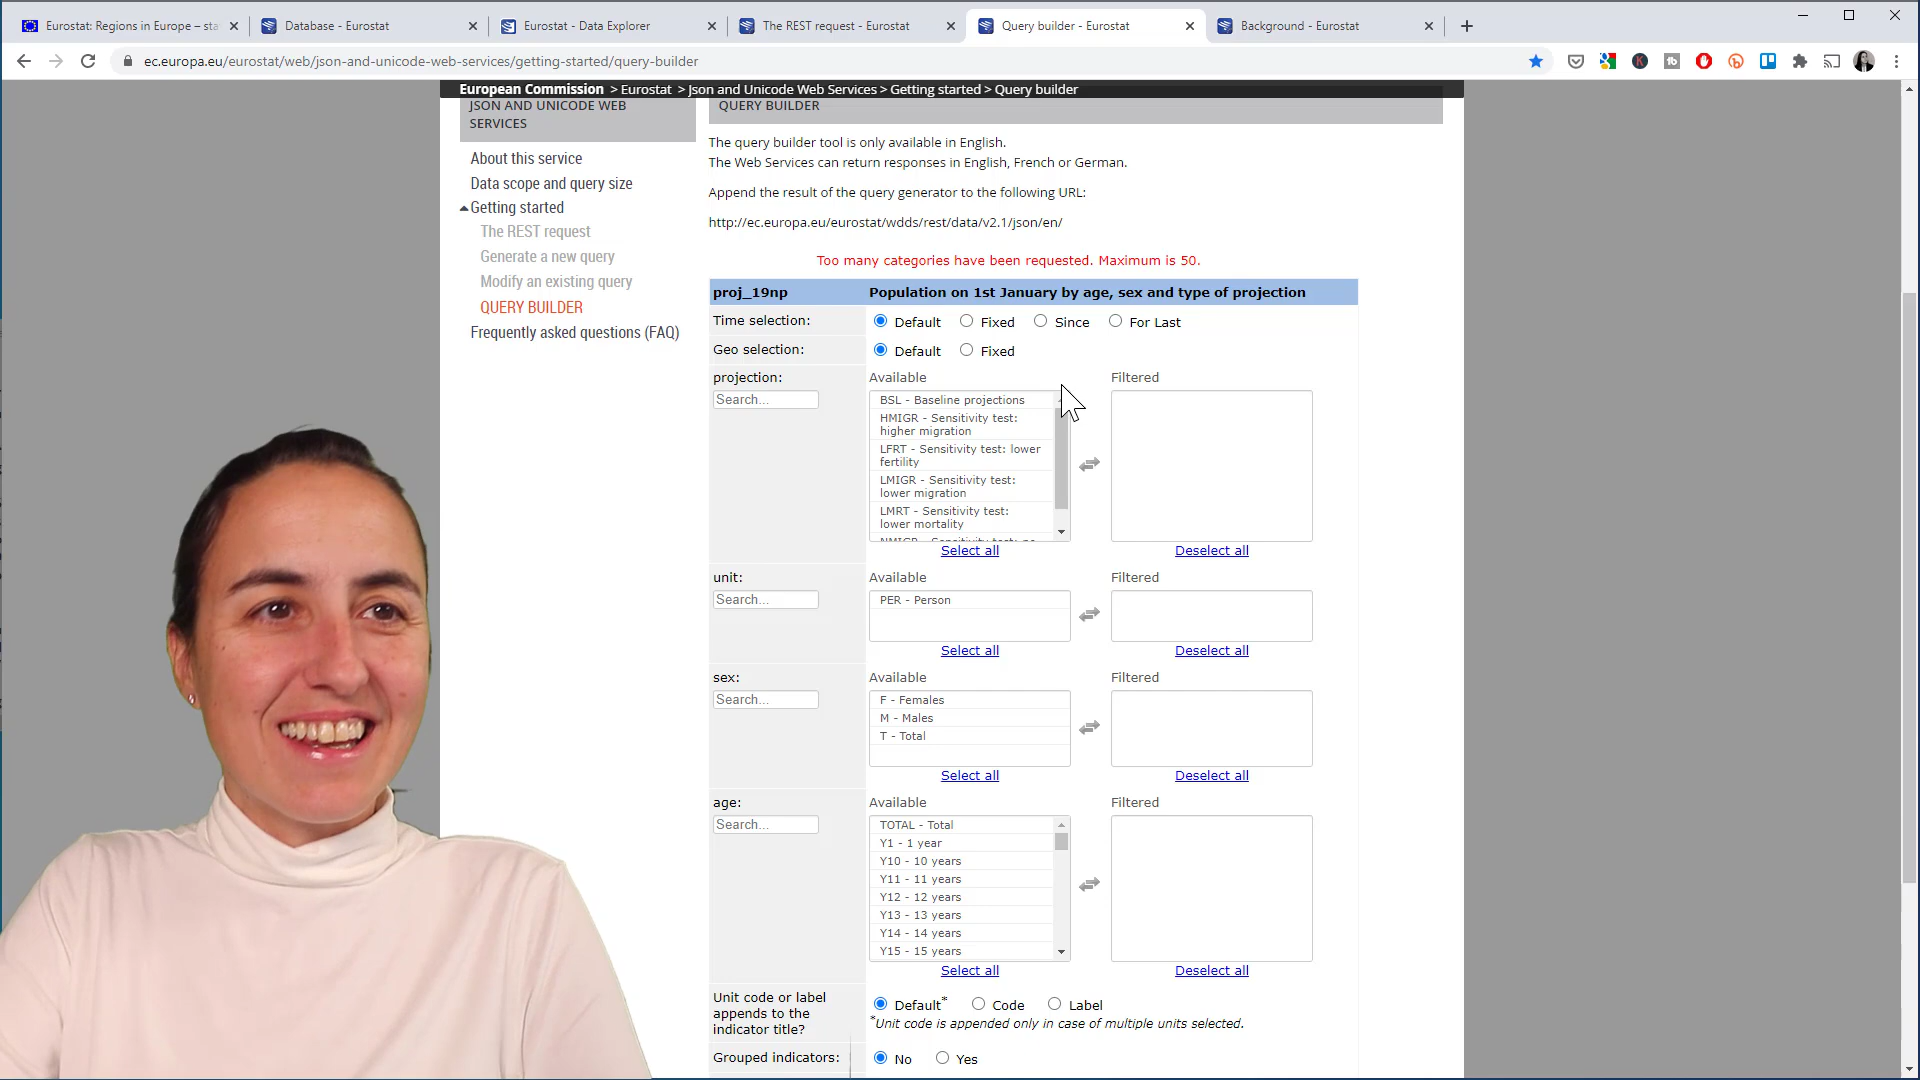 Eurostat: Regions in Europe – sta
Database - Eurostat
Eurostat - Data Explorer
The REST request - Eurostat
Query builder - Eurostat
Background - Eurostat
ec.europa.eu/eurostat/web/json-and-unicode-web-services/getting-started/query-builder
European Commission > Eurostat > Json and Unicode Web Services > Getting started > Query builder
JSON AND UNICODE WEB
SERVICES
About this service
Data scope and query size
Getting started
The REST request
Generate a new query
Modify an existing query
QUERY BUILDER
Frequently asked questions (FAQ)
QUERY BUILDER
The query builder tool is only available in English.
The Web Services can return responses in English, French or German.
Append the result of the query generator to the following URL:
http://ec.europa.eu/eurostat/wdds/rest/data/v2.1/json/en/
Too many categories have been requested. Maximum is 50.
proj_19np Population on 1st January by age, sex and type of projection
Time selection: Default Fixed Since For Last
Geo selection: Default Fixed
projection: Available Filtered
Search...
BSL - Baseline projections
HMIGR - Sensitivity test:
higher migration
LFRT - Sensitivity test: lower
fertility
LMIGR - Sensitivity test:
lower migration
LMRT - Sensitivity test:
lower mortality
Select all Deselect all
unit: Available Filtered
Search... PER - Person
Select all Deselect all
sex: Available Filtered
Search... F - Females
M - Males
T - Total
Select all Deselect all
age: Available Filtered
Search... TOTAL - Total
Y1 - 1 year
Y10 - 10 years
Y11 - 11 years
Y12 - 12 years
Y13 - 13 years
Y14 - 14 years
Y15 - 15 years
Select all Deselect all
Unit code or label
appends to the
indicator title?
Default* Code Label
*Unit code is appended only in case of multiple units selected.
Grouped indicators: No Yes